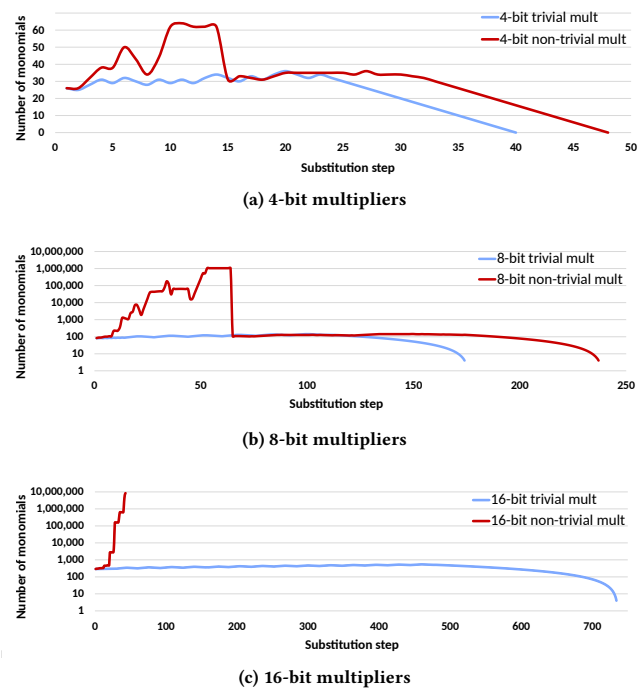 4-bit trivial mult
4-bit non-trivial mult
Number of monomials
60
50
40
30
20
10
0
0 5 10 15 20 25 30 35 40 45 50
Substitution step
(a) 4-bit multipliers
8-bit trivial mult
8-bit non-trivial mult
Number of monomials
10,000,000
1,000,000
100,000
10,000
1,000
100
10
1
0 50 100 150 200 250
Substitution step
(b) 8-bit multipliers
16-bit trivial mult
16-bit non-trivial mult
Number of monomials
10,000,000
1,000,000
100,000
10,000
1,000
100
10
1
0 100 200 300 400 500 600 700
Substitution step
(c) 16-bit multipliers